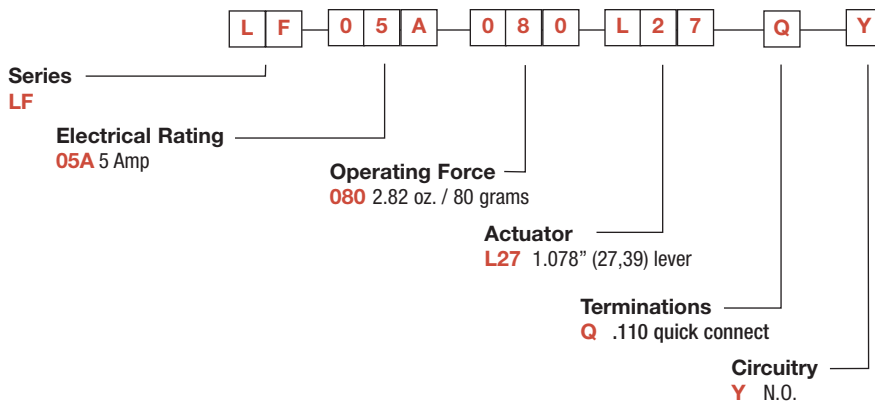 L F 0 5 A 0 8 0 L 2 7 Q Y
Series
LF
Electrical Rating
05A 5 Amp
Operating Force
080 2.82 oz. / 80 grams
Actuator
L27 1.078” (27,39) lever
Terminations
Q .110 quick connect
Circuitry
Y N.O.